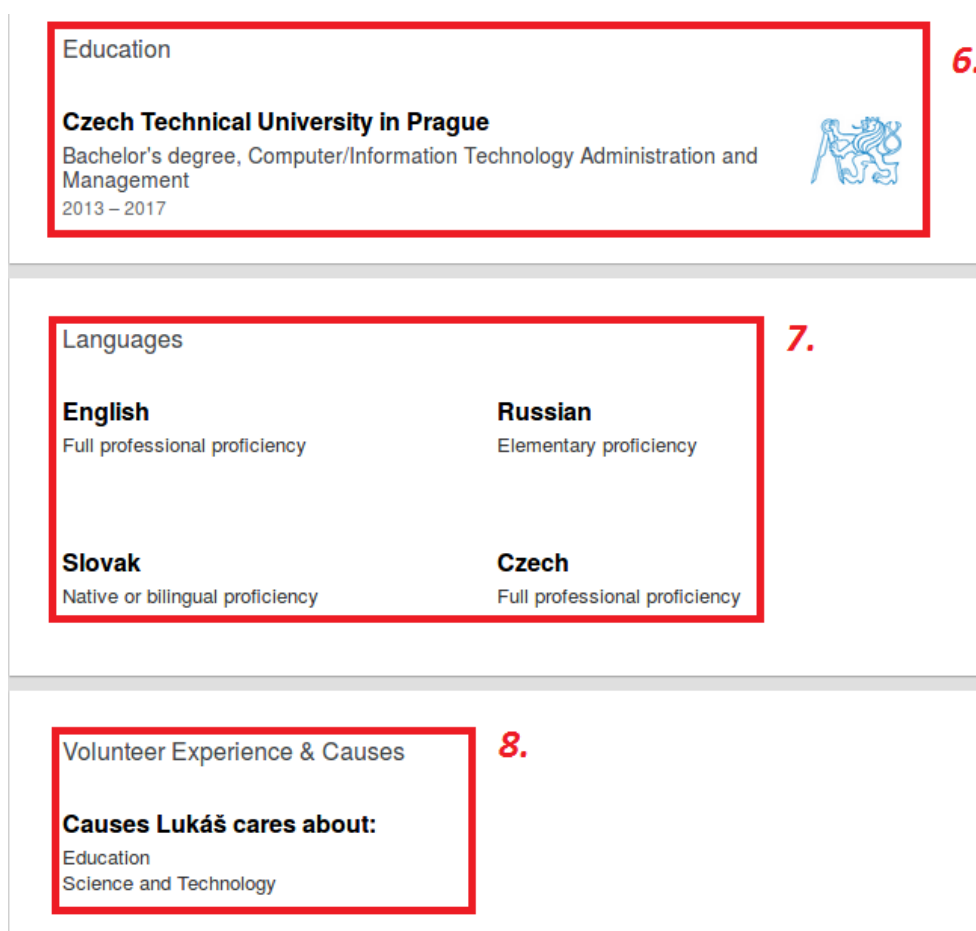 Education
6.
Czech Technical University in Prague
Bachelor's degree, Computer/Information Technology Administration and
Management
2013 – 2017
Languages
7.
English
Russian
Full professional proficiency
Elementary proficiency
Slovak
Czech
Native or bilingual proficiency
Full professional proficiency
Volunteer Experience & Causes
8.
Causes Lukáš cares about:
Education
Science and Technology